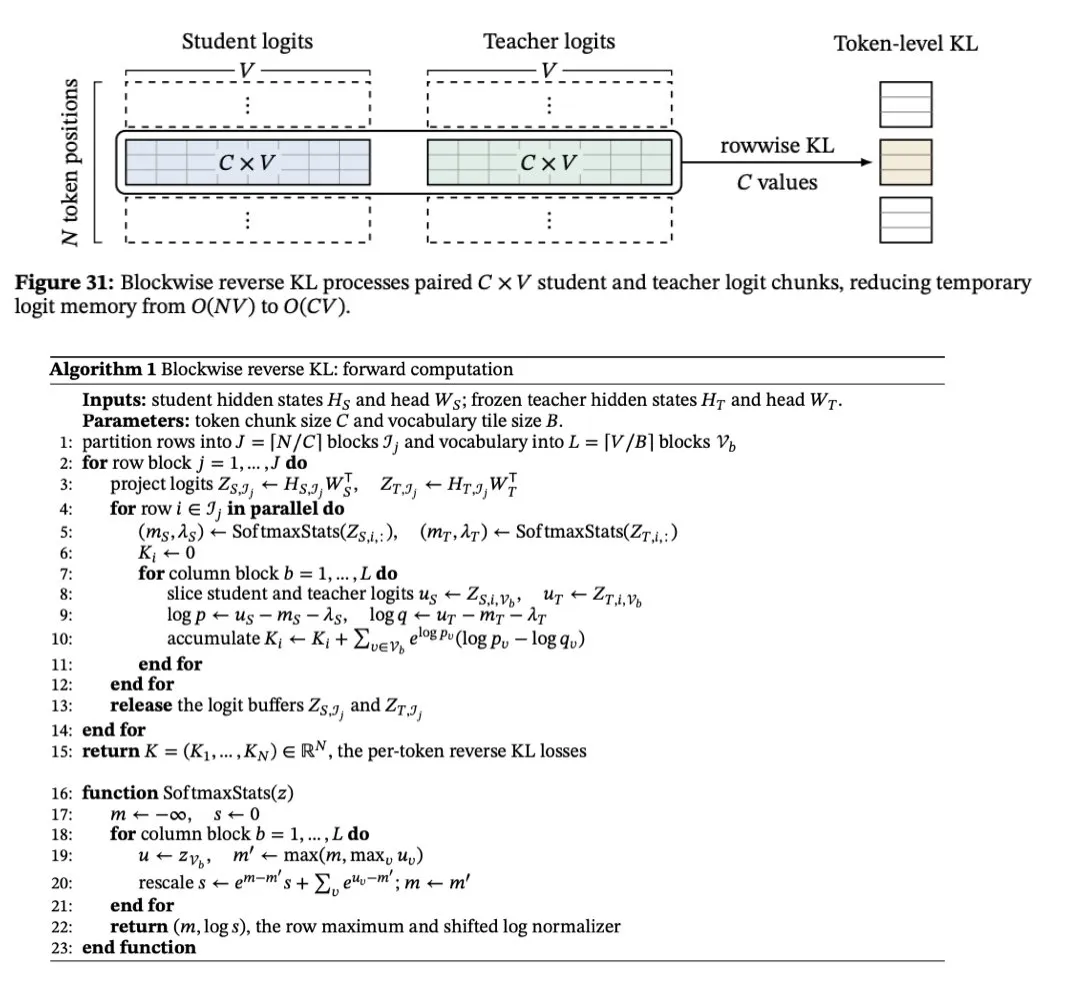 Student logits
Teacher logits
Token-level KL
V
V
⋮
⋮
N token positions
C × V
C × V
rowwise KL
C values
⋮
⋮
Figure 31: Blockwise reverse KL processes paired C × V student and teacher logit chunks, reducing temporary
logit memory from O(NV) to O(CV).
Algorithm 1 Blockwise reverse KL: forward computation
Inputs: student hidden states H_S and head W_S; frozen teacher hidden states H_T and head W_T.
Parameters: token chunk size C and vocabulary tile size B.
1: partition rows into J = ⌈N/C⌉ blocks ℐ_j and vocabulary into L = ⌈V/B⌉ blocks 𝒱_b
2: for row block j = 1, …, J do
3: project logits Z_{S,ℐ_j} ← H_{S,ℐ_j} W_S^⊤, Z_{T,ℐ_j} ← H_{T,ℐ_j} W_T^⊤
4: for row i ∈ ℐ_j in parallel do
5: (m_S, λ_S) ← SoftmaxStats(Z_{S,i,:}), (m_T, λ_T) ← SoftmaxStats(Z_{T,i,:})
6: K_i ← 0
7: for column block b = 1, …, L do
8: slice student and teacher logits u_S ← Z_{S,i,𝒱_b}, u_T ← Z_{T,i,𝒱_b}
9: log p ← u_S − m_S − λ_S, log q ← u_T − m_T − λ_T
10: accumulate K_i ← K_i + ∑_{v∈𝒱_b} e^{log p_v}(log p_v − log q_v)
11: end for
12: end for
13: release the logit buffers Z_{S,ℐ_j} and Z_{T,ℐ_j}
14: end for
15: return K = (K_1, …, K_N) ∈ ℝ^N, the per-token reverse KL losses
16: function SoftmaxStats(z)
17: m ← −∞, s ← 0
18: for column block b = 1, …, L do
19: u ← z_{𝒱_b}, m′ ← max(m, max_v u_v)
20: rescale s ← e^{m−m′} s + ∑_v e^{u_v−m′}; m ← m′
21: end for
22: return (m, log s), the row maximum and shifted log normalizer
23: end function